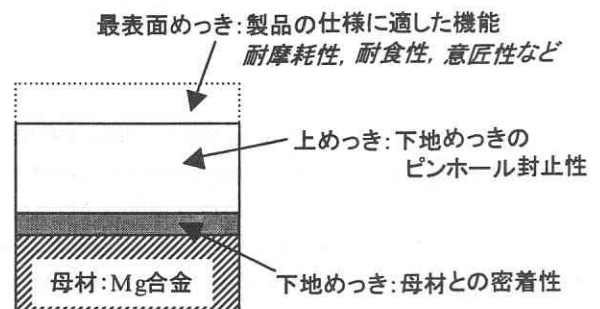 最表面めっき:製品の仕様に適した機能
耐摩耗性, 耐食性, 意匠性など
上めっき:下地めっきの
ピンホール封止性
母材:Mg合金
下地めっき:母材との密着性